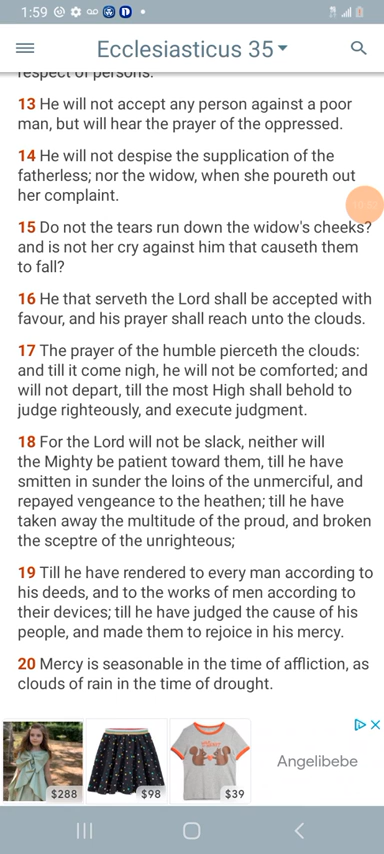 1:59
Ecclesiasticus 35
respect of persons.
13 He will not accept any person against a poor
man, but will hear the prayer of the oppressed.
14 He will not despise the supplication of the
fatherless; nor the widow, when she poureth out
her complaint.
15 Do not the tears run down the widow's cheeks?
and is not her cry against him that causeth them
to fall?
16 He that serveth the Lord shall be accepted with
favour, and his prayer shall reach unto the clouds.
17 The prayer of the humble pierceth the clouds:
and till it come nigh, he will not be comforted; and
will not depart, till the most High shall behold to
judge righteously, and execute judgment.
18 For the Lord will not be slack, neither will
the Mighty be patient toward them, till he have
smitten in sunder the loins of the unmerciful, and
repayed vengeance to the heathen; till he have
taken away the multitude of the proud, and broken
the sceptre of the unrighteous;
19 Till he have rendered to every man according to
his deeds, and to the works of men according to
their devices; till he have judged the cause of his
people, and made them to rejoice in his mercy.
20 Mercy is seasonable in the time of affliction, as
clouds of rain in the time of drought.
$288
$98
$39
Angelibebe